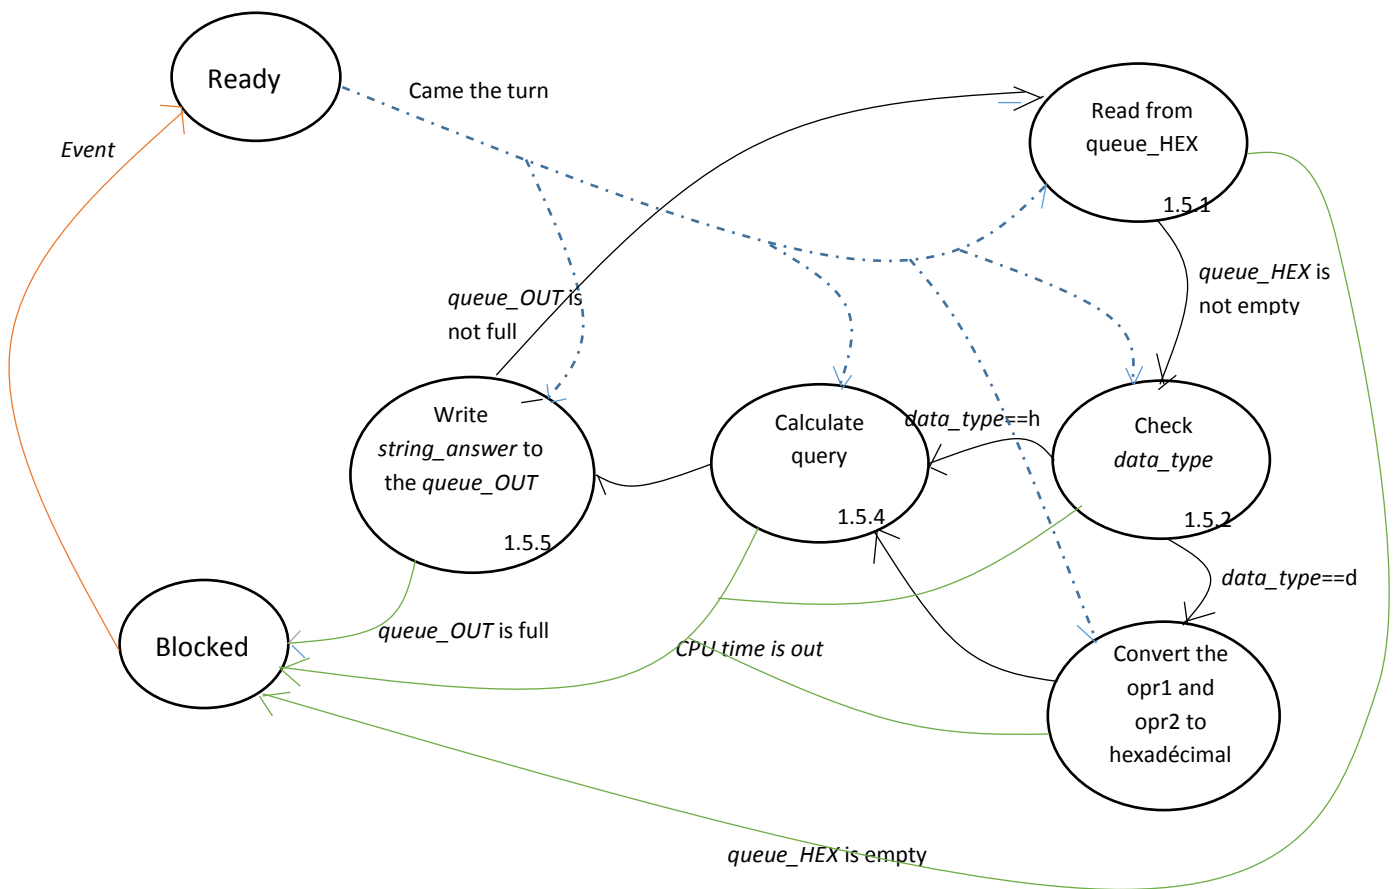 Ready
Came the turn
Event
Read from
queue_HEX
1.5.1
queue_HEX is
not empty
queue_OUT is
not full
Write
string_answer to
the queue_OUT
1.5.5
Calculate
query
1.5.4
data_type==h
Check
data_type
1.5.2
data_type==d
Blocked
queue_OUT is full
CPU time is out
Convert the
opr1 and
opr2 to
hexadécimal
queue_HEX is empty